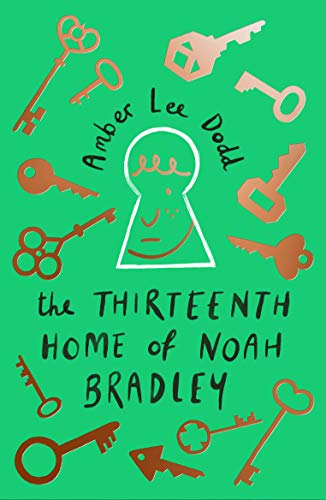 Amber Lee Dodd
the THIRTEENTH
HOME of NOAH
BRADLEY